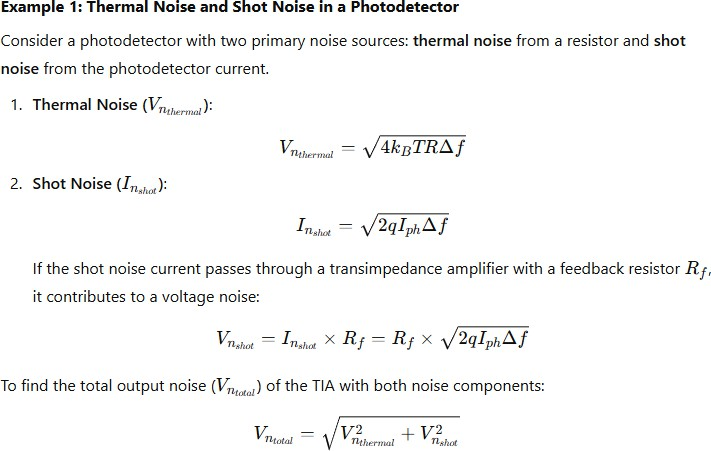 Example 1: Thermal Noise and Shot Noise in a Photodetector
Consider a photodetector with two primary noise sources: thermal noise from a resistor and shot
noise from the photodetector current.
1. Thermal Noise (V_{n_{thermal}}):
V_{n_{thermal}} = \sqrt{4k_BTR\Delta f}
2. Shot Noise (I_{n_{shot}}):
I_{n_{shot}} = \sqrt{2qI_{ph}\Delta f}
If the shot noise current passes through a transimpedance amplifier with a feedback resistor R_f,
it contributes to a voltage noise:
V_{n_{shot}} = I_{n_{shot}} × R_f = R_f × \sqrt{2qI_{ph}\Delta f}
To find the total output noise (V_{n_{total}}) of the TIA with both noise components:
V_{n_{total}} = \sqrt{V_{n_{thermal}}^2 + V_{n_{shot}}^2}